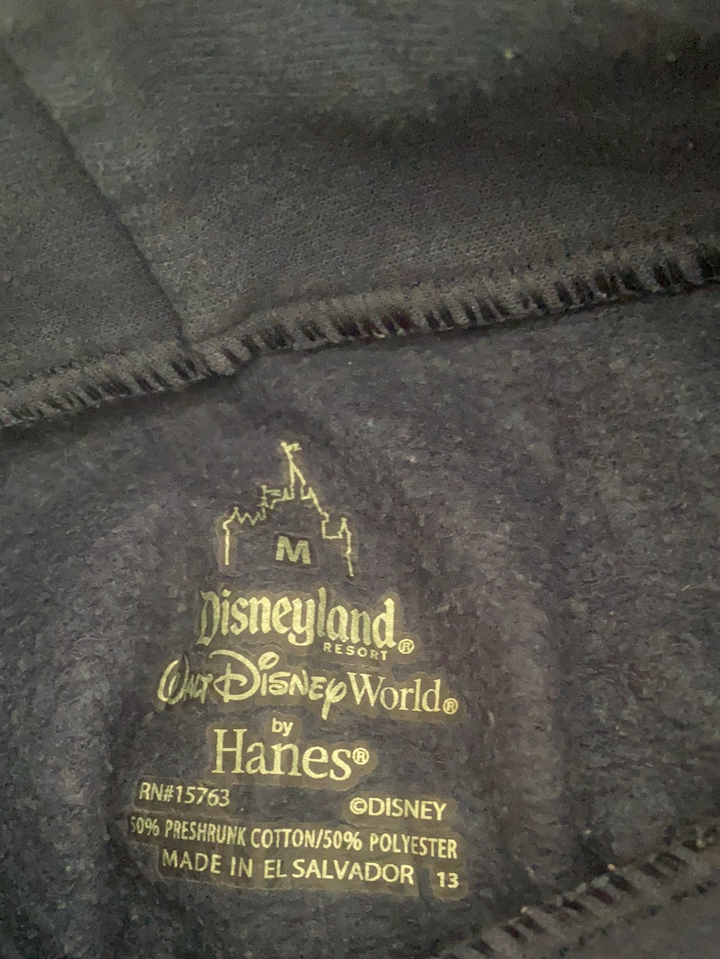 M
Disneyland®
RESORT
Walt Disney World®
by
Hanes®
RN#15763
©DISNEY
50% PRESHRUNK COTTON/50% POLYESTER
MADE IN EL SALVADOR 13